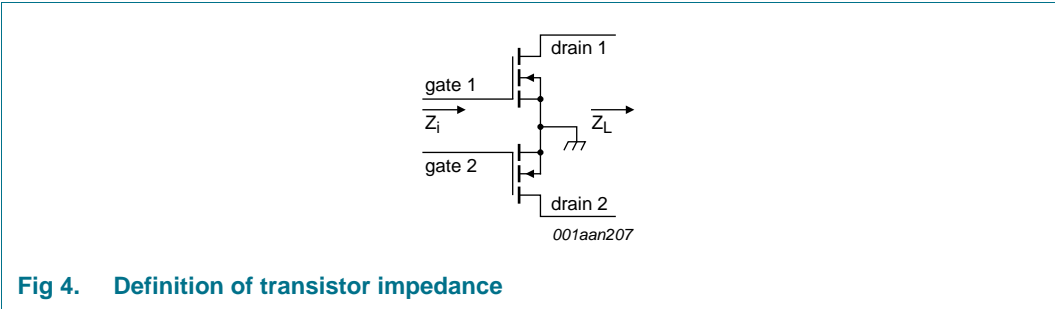 drain 1
gate 1
Zi
ZL
gate 2
drain 2
001aan207
Fig 4. Definition of transistor impedance